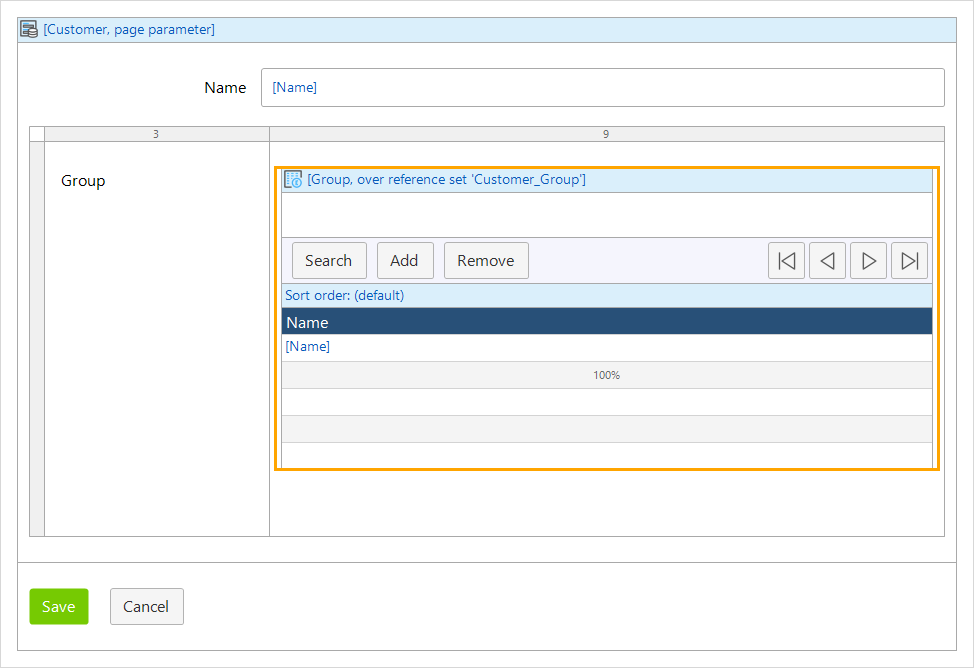 [Customer, page parameter]
Name [Name]
3 9
Group
[Group, over reference set 'Customer_Group']
Search Add Remove
Sort order: (default)
Name
[Name]
100%
Save Cancel